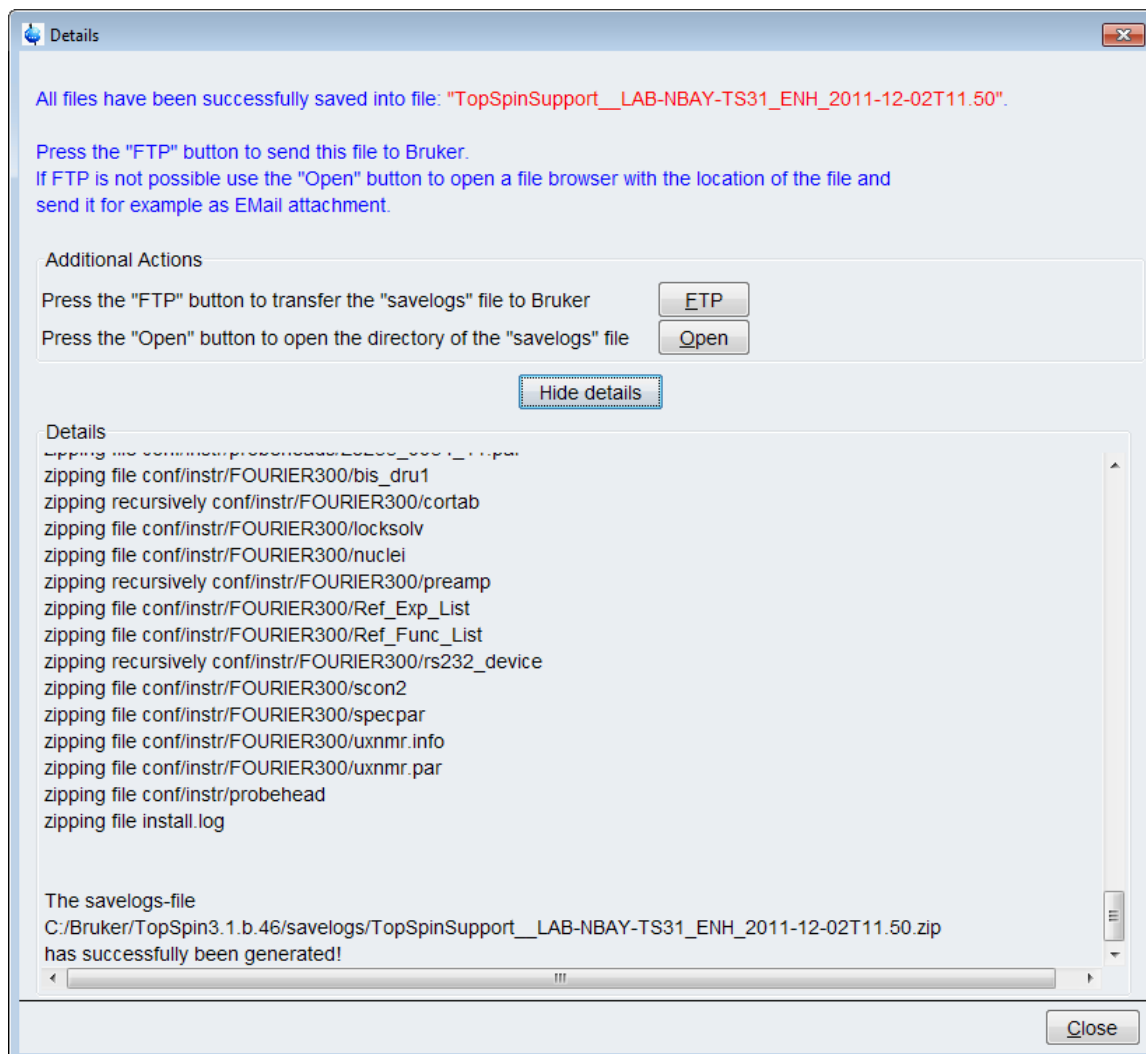 Details
All files have been successfully saved into file: "TopSpinSupport__LAB-NBAY-TS31_ENH_2011-12-02T11.50".
Press the "FTP" button to send this file to Bruker.
If FTP is not possible use the "Open" button to open a file browser with the location of the file and
send it for example as EMail attachment.
Additional Actions
Press the "FTP" button to transfer the "savelogs" file to Bruker FTP
Press the "Open" button to open the directory of the "savelogs" file Open
Hide details
Details
zipping file
zipping file conf/instr/FOURIER300/bis_dru1
zipping recursively conf/instr/FOURIER300/cortab
zipping file conf/instr/FOURIER300/locksolv
zipping file conf/instr/FOURIER300/nuclei
zipping recursively conf/instr/FOURIER300/preamp
zipping file conf/instr/FOURIER300/Ref_Exp_List
zipping file conf/instr/FOURIER300/Ref_Func_List
zipping recursively conf/instr/FOURIER300/rs232_device
zipping file conf/instr/FOURIER300/scon2
zipping file conf/instr/FOURIER300/specpar
zipping file conf/instr/FOURIER300/uxnmr.info
zipping file conf/instr/FOURIER300/uxnmr.par
zipping file conf/instr/probehead
zipping file install.log
The savelogs-file
C:/Bruker/TopSpin3.1.b.46/savelogs/TopSpinSupport__LAB-NBAY-TS31_ENH_2011-12-02T11.50.zip
has successfully been generated!
Close